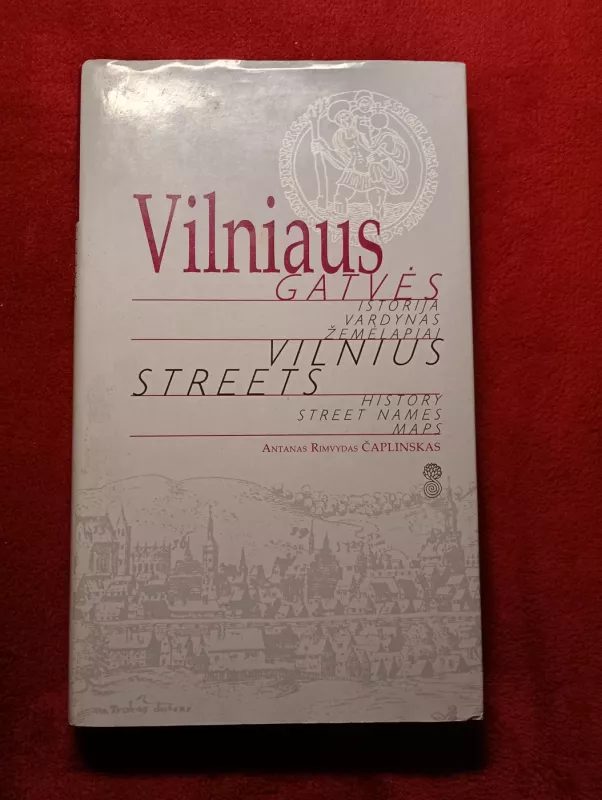 Vilniaus
GATVĖS
ISTORIJA
VARDYNAS
ŽEMĖLAPIAI
VILNIUS
STREETS
HISTORY
STREET NAMES
MAPS
ANTANAS RIMVYDAS ČAPLINSKAS